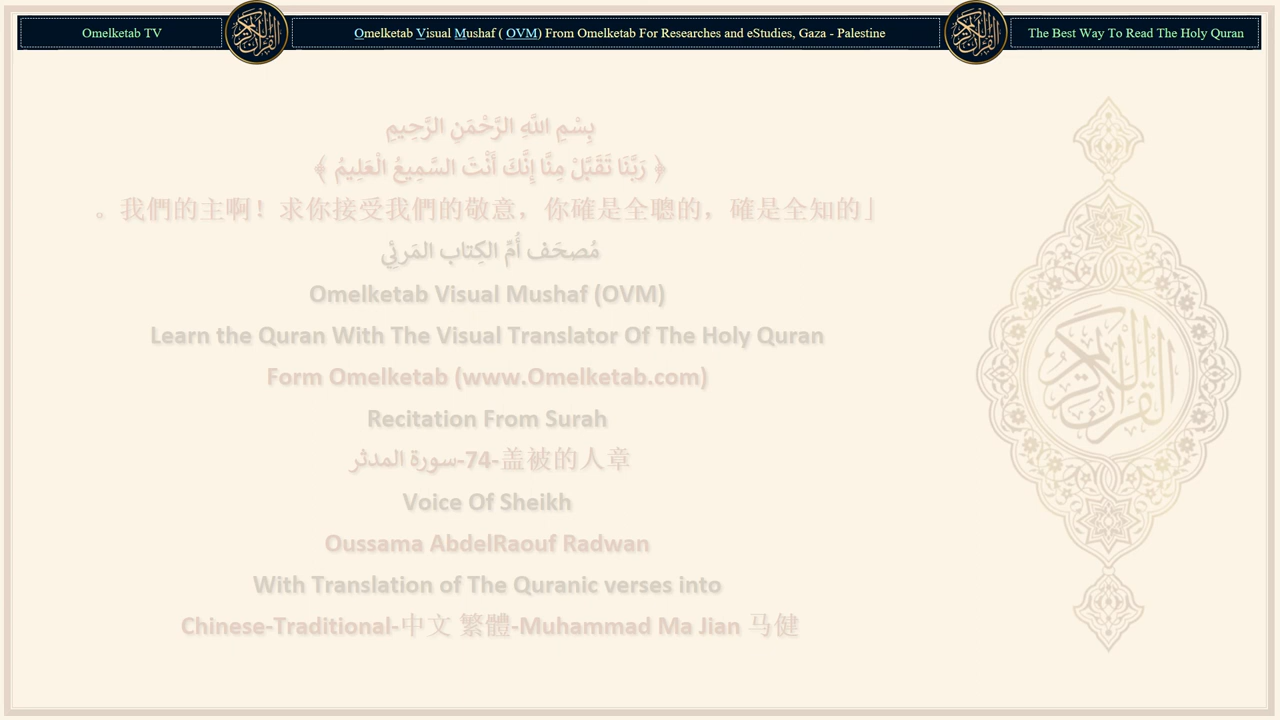 Omelketab TV
Omelketab Visual Mushaf ( OVM) From Omelketab For Researches and eStudies, Gaza - Palestine
The Best Way To Read The Holy Quran
بِسْمِ اللَّهِ الرَّحْمَنِ الرَّحِيمِ
﴿ رَبَّنَا تَقَبَّلْ مِنَّا إِنَّكَ أَنْتَ السَّمِيعُ الْعَلِيمُ ﴾
。我們的主啊！求你接受我們的敬意，你確是全聰的，確是全知的」
مُصحَف أُمِّ الكِتاب المَرئِي
Omelketab Visual Mushaf (OVM)
Learn the Quran With The Visual Translator Of The Holy Quran
Form Omelketab (www.Omelketab.com)
Recitation From Surah
سورة المدثر-74-盖被的人章
Voice Of Sheikh
Oussama AbdelRaouf Radwan
With Translation of The Quranic verses into
Chinese-Traditional-中文 繁體-Muhammad Ma Jian 马健
القرآن الكريم